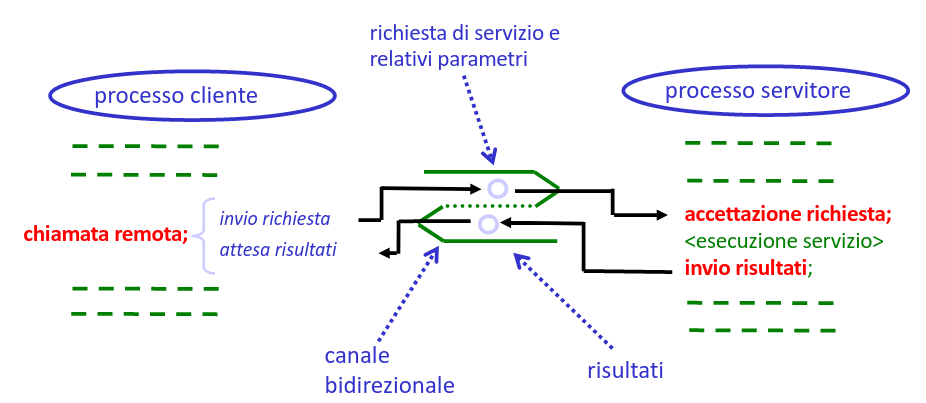 richiesta di servizio e
relativi parametri
processo cliente
processo servitore
chiamata remota;
invio richiesta
attesa risultati
accettazione richiesta;
<esecuzione servizio>
invio risultati;
canale
bidirezionale
risultati